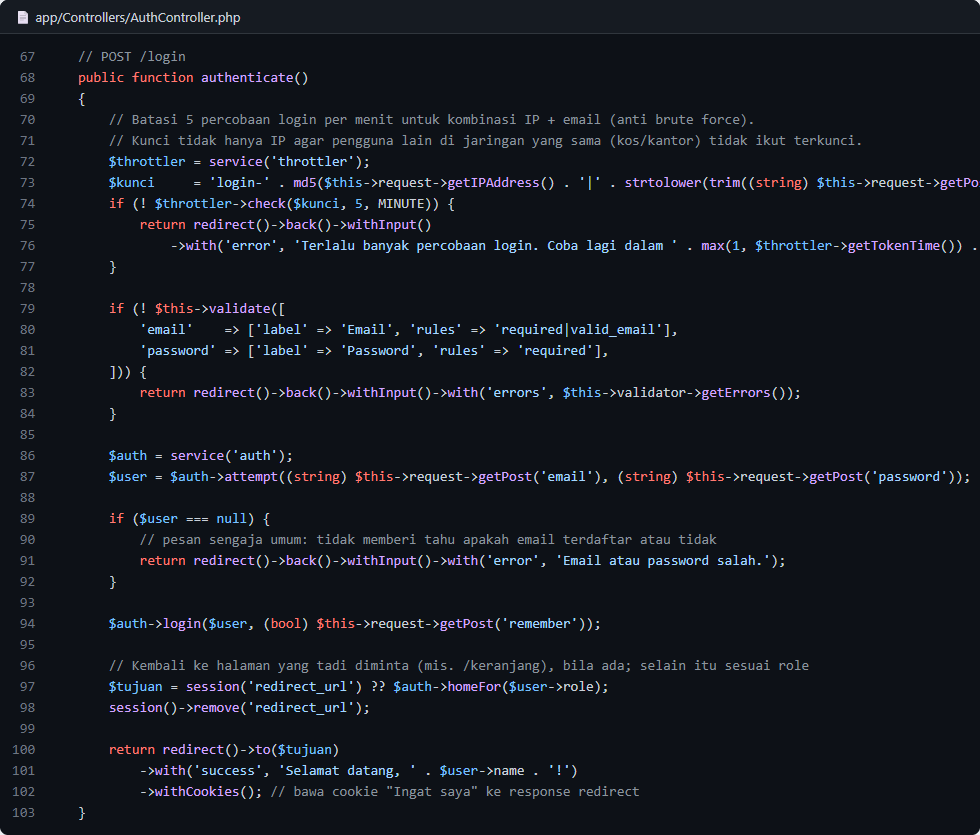 app/Controllers/AuthController.php
67 // POST /login
68 public function authenticate()
69 {
70 // Batasi 5 percobaan login per menit untuk kombinasi IP + email (anti brute force).
71 // Kunci tidak hanya IP agar pengguna lain di jaringan yang sama (kos/kantor) tidak ikut terkunci.
72 $throttler = service('throttler');
73 $kunci     = 'login-' . md5($this->request->getIPAddress() . '|' . strtolower(trim((string) $this->request->getPo
74 if (! $throttler->check($kunci, 5, MINUTE)) {
75 return redirect()->back()->withInput()
76 ->with('error', 'Terlalu banyak percobaan login. Coba lagi dalam ' . max(1, $throttler->getTokenTime()) .
77 }
78
79 if (! $this->validate([
80 'email'    => ['label' => 'Email', 'rules' => 'required|valid_email'],
81 'password' => ['label' => 'Password', 'rules' => 'required'],
82 ])) {
83 return redirect()->back()->withInput()->with('errors', $this->validator->getErrors());
84 }
85
86 $auth = service('auth');
87 $user = $auth->attempt((string) $this->request->getPost('email'), (string) $this->request->getPost('password'));
88
89 if ($user === null) {
90 // pesan sengaja umum: tidak memberi tahu apakah email terdaftar atau tidak
91 return redirect()->back()->withInput()->with('error', 'Email atau password salah.');
92 }
93
94 $auth->login($user, (bool) $this->request->getPost('remember'));
95
96 // Kembali ke halaman yang tadi diminta (mis. /keranjang), bila ada; selain itu sesuai role
97 $tujuan = session('redirect_url') ?? $auth->homeFor($user->role);
98 session()->remove('redirect_url');
99
100 return redirect()->to($tujuan)
101 ->with('success', 'Selamat datang, ' . $user->name . '!')
102 ->withCookies(); // bawa cookie "Ingat saya" ke response redirect
103 }